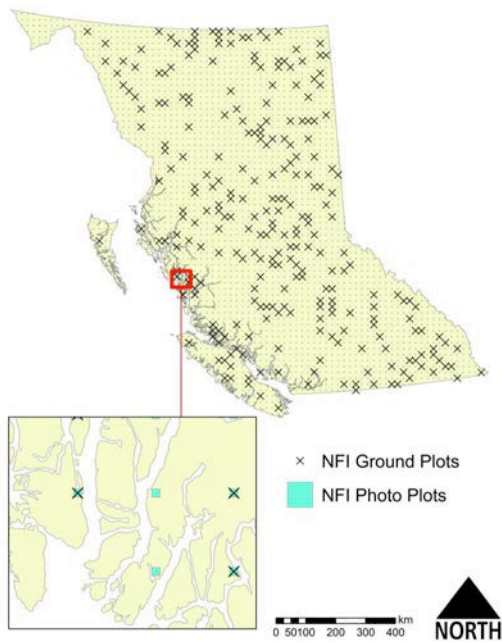 NFI Ground Plots
NFI Photo Plots
km
0 50100 200 300 400
NORTH